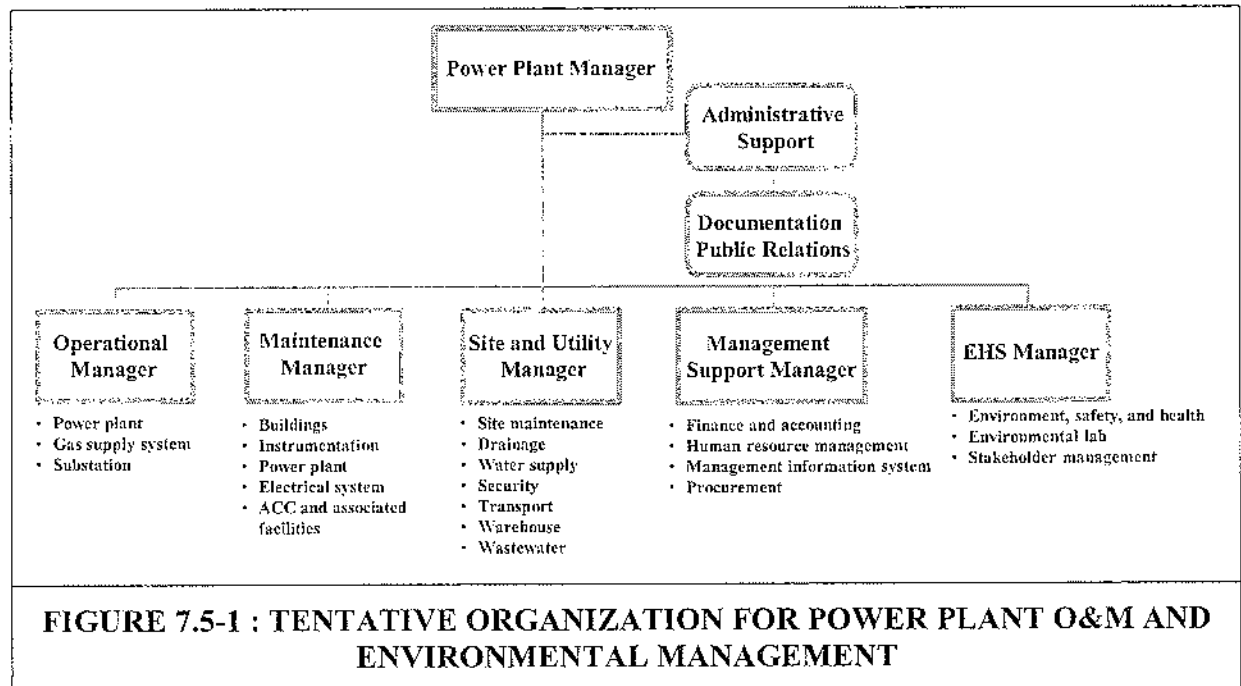 Power Plant Manager
Administrative
Support
Documentation
Public Relations
Operational
Manager
• Power plant
• Gas supply system
• Substation
Maintenance
Manager
• Buildings
• Instrumentation
• Power plant
• Electrical system
• ACC and associated
facilities
Site and Utility
Manager
• Site maintenance
• Drainage
• Water supply
• Security
• Transport
• Warehouse
• Wastewater
Management
Support Manager
• Finance and accounting
• Human resource management
• Management information system
• Procurement
EHS Manager
• Environment, safety, and health
• Environmental lab
• Stakeholder management
FIGURE 7.5-1 : TENTATIVE ORGANIZATION FOR POWER PLANT O&M AND
ENVIRONMENTAL MANAGEMENT